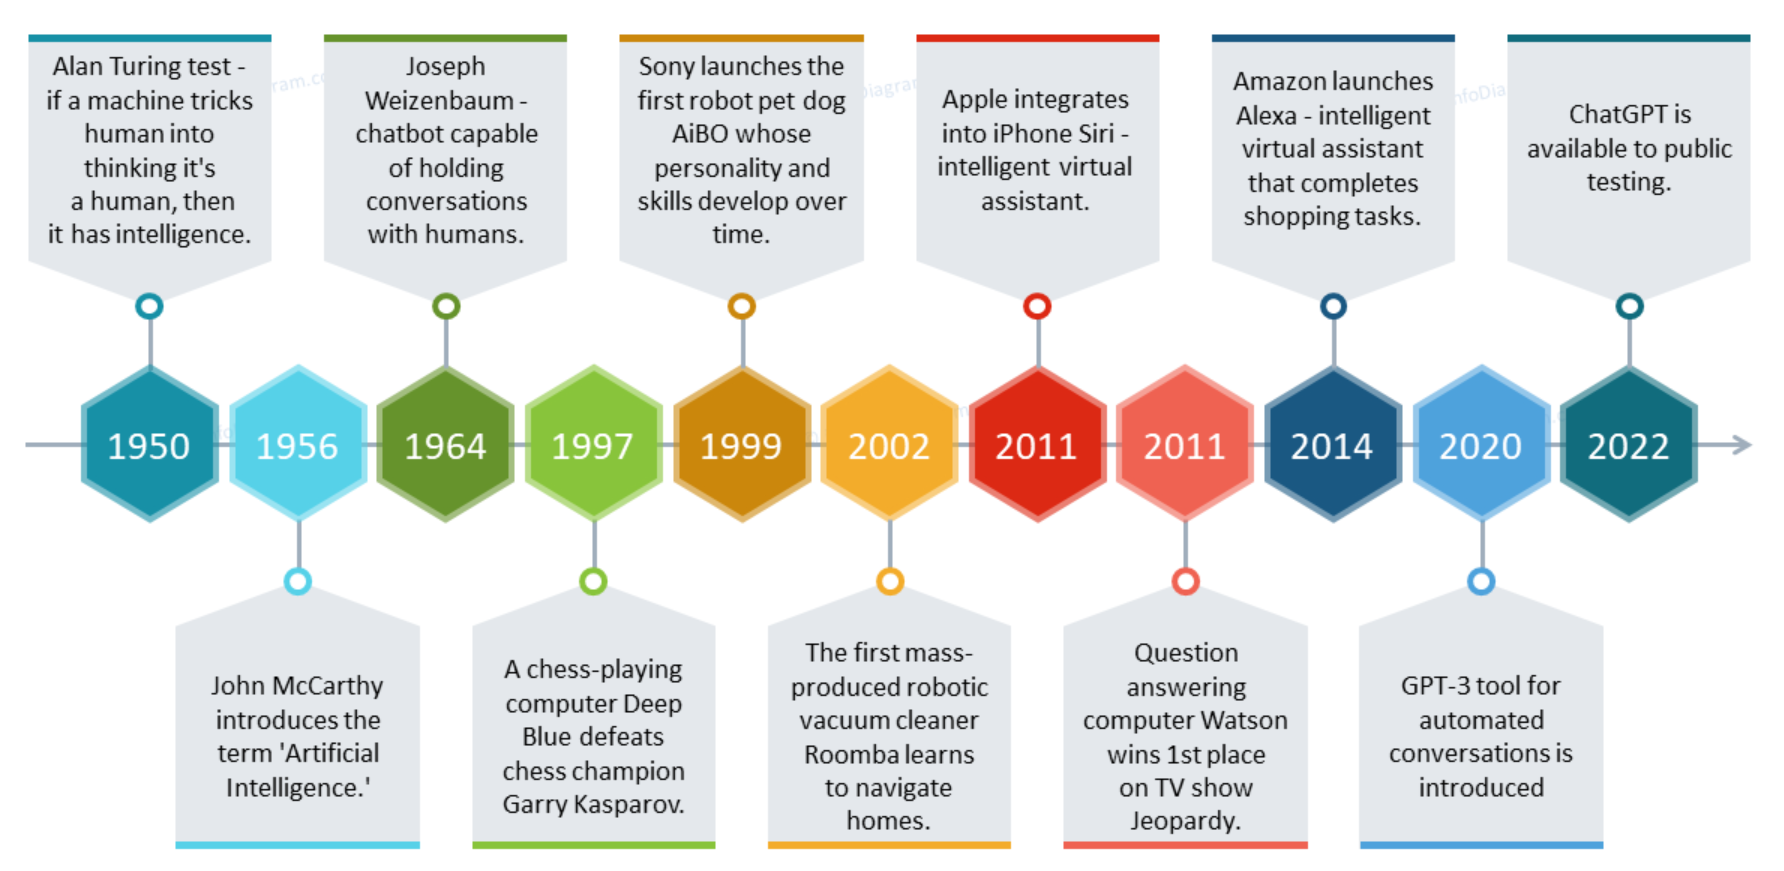 Alan Turing test -
if a machine tricks
human into
thinking it's
a human, then
it has intelligence.
Joseph
Weizenbaum -
chatbot capable
of holding
conversations
with humans.
Sony launches the
first robot pet dog
AiBO whose
personality and
skills develop over
time.
Apple integrates
into iPhone Siri -
intelligent virtual
assistant.
Amazon launches
Alexa - intelligent
virtual assistant
that completes
shopping tasks.
ChatGPT is
available to public
testing.
1950
1956
1964
1997
1999
2002
2011
2011
2014
2020
2022
John McCarthy
introduces the
term 'Artificial
Intelligence.'
A chess-playing
computer Deep
Blue defeats
chess champion
Garry Kasparov.
The first mass-
produced robotic
vacuum cleaner
Roomba learns
to navigate
homes.
Question
answering
computer Watson
wins 1st place
on TV show
Jeopardy.
GPT-3 tool for
automated
conversations is
introduced